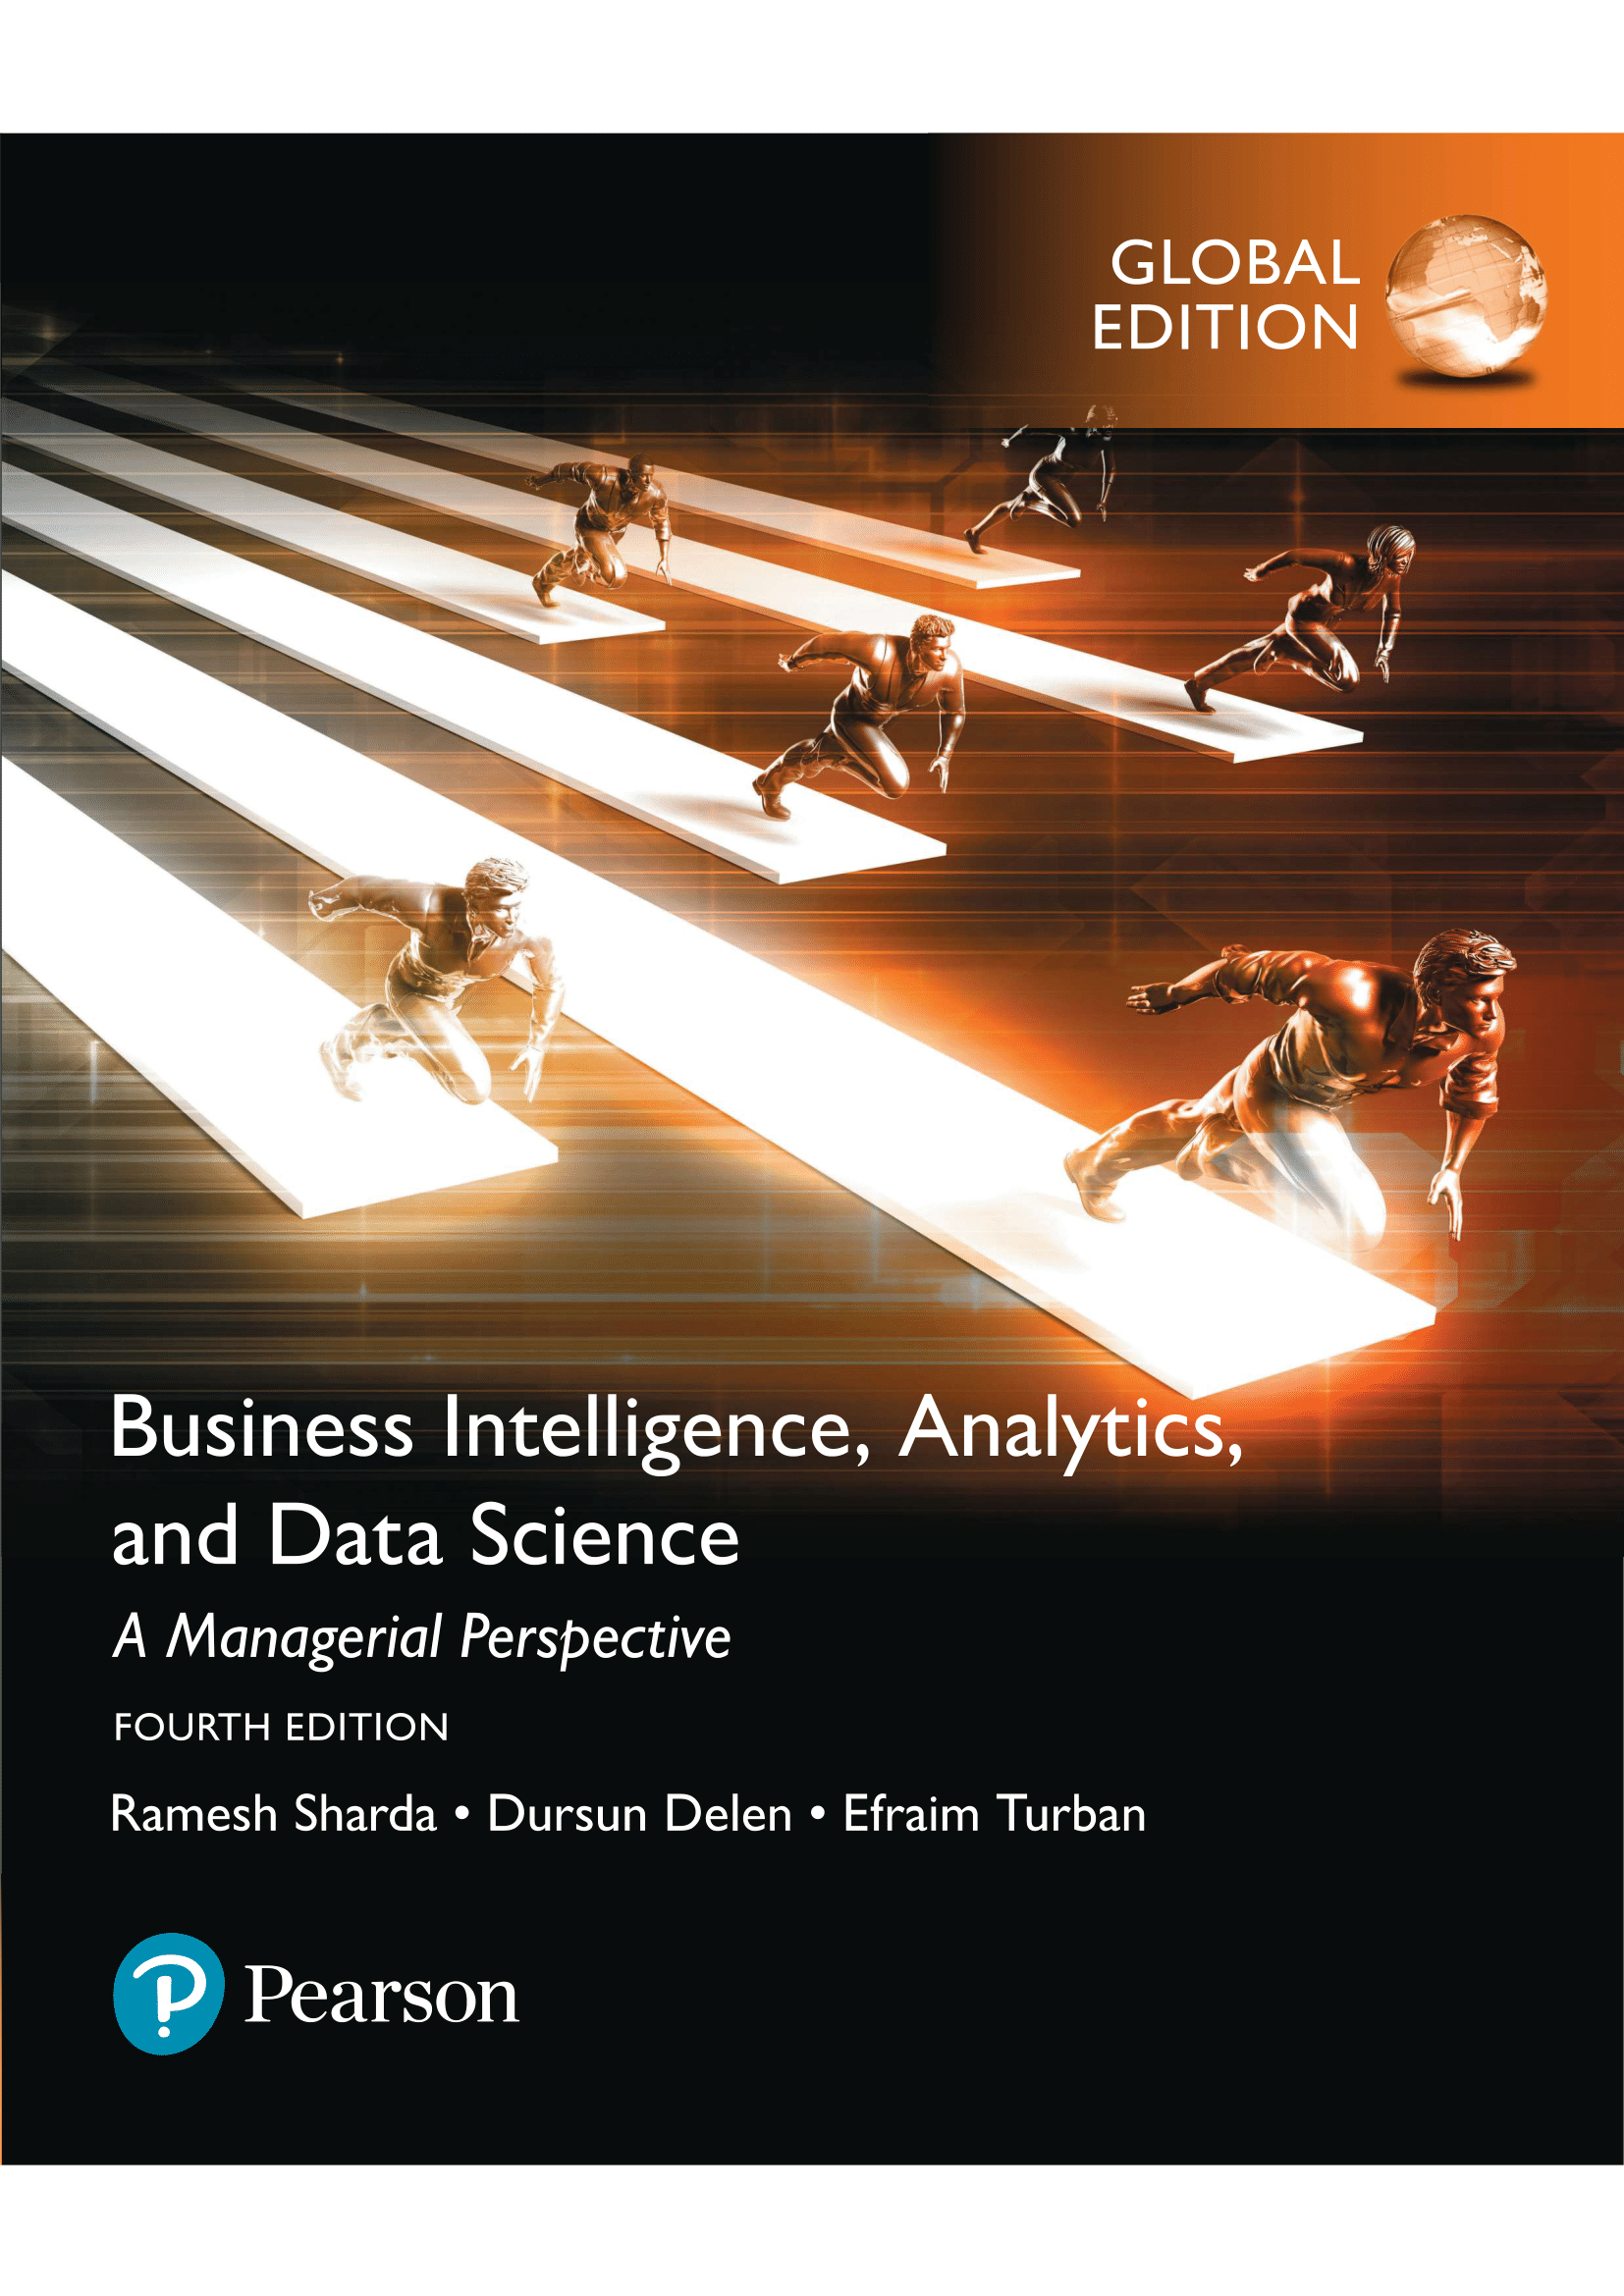 GLOBAL
EDITION
Business Intelligence, Analytics,
and Data Science
A Managerial Perspective
FOURTH EDITION
Ramesh Sharda • Dursun Delen • Efraim Turban
Pearson